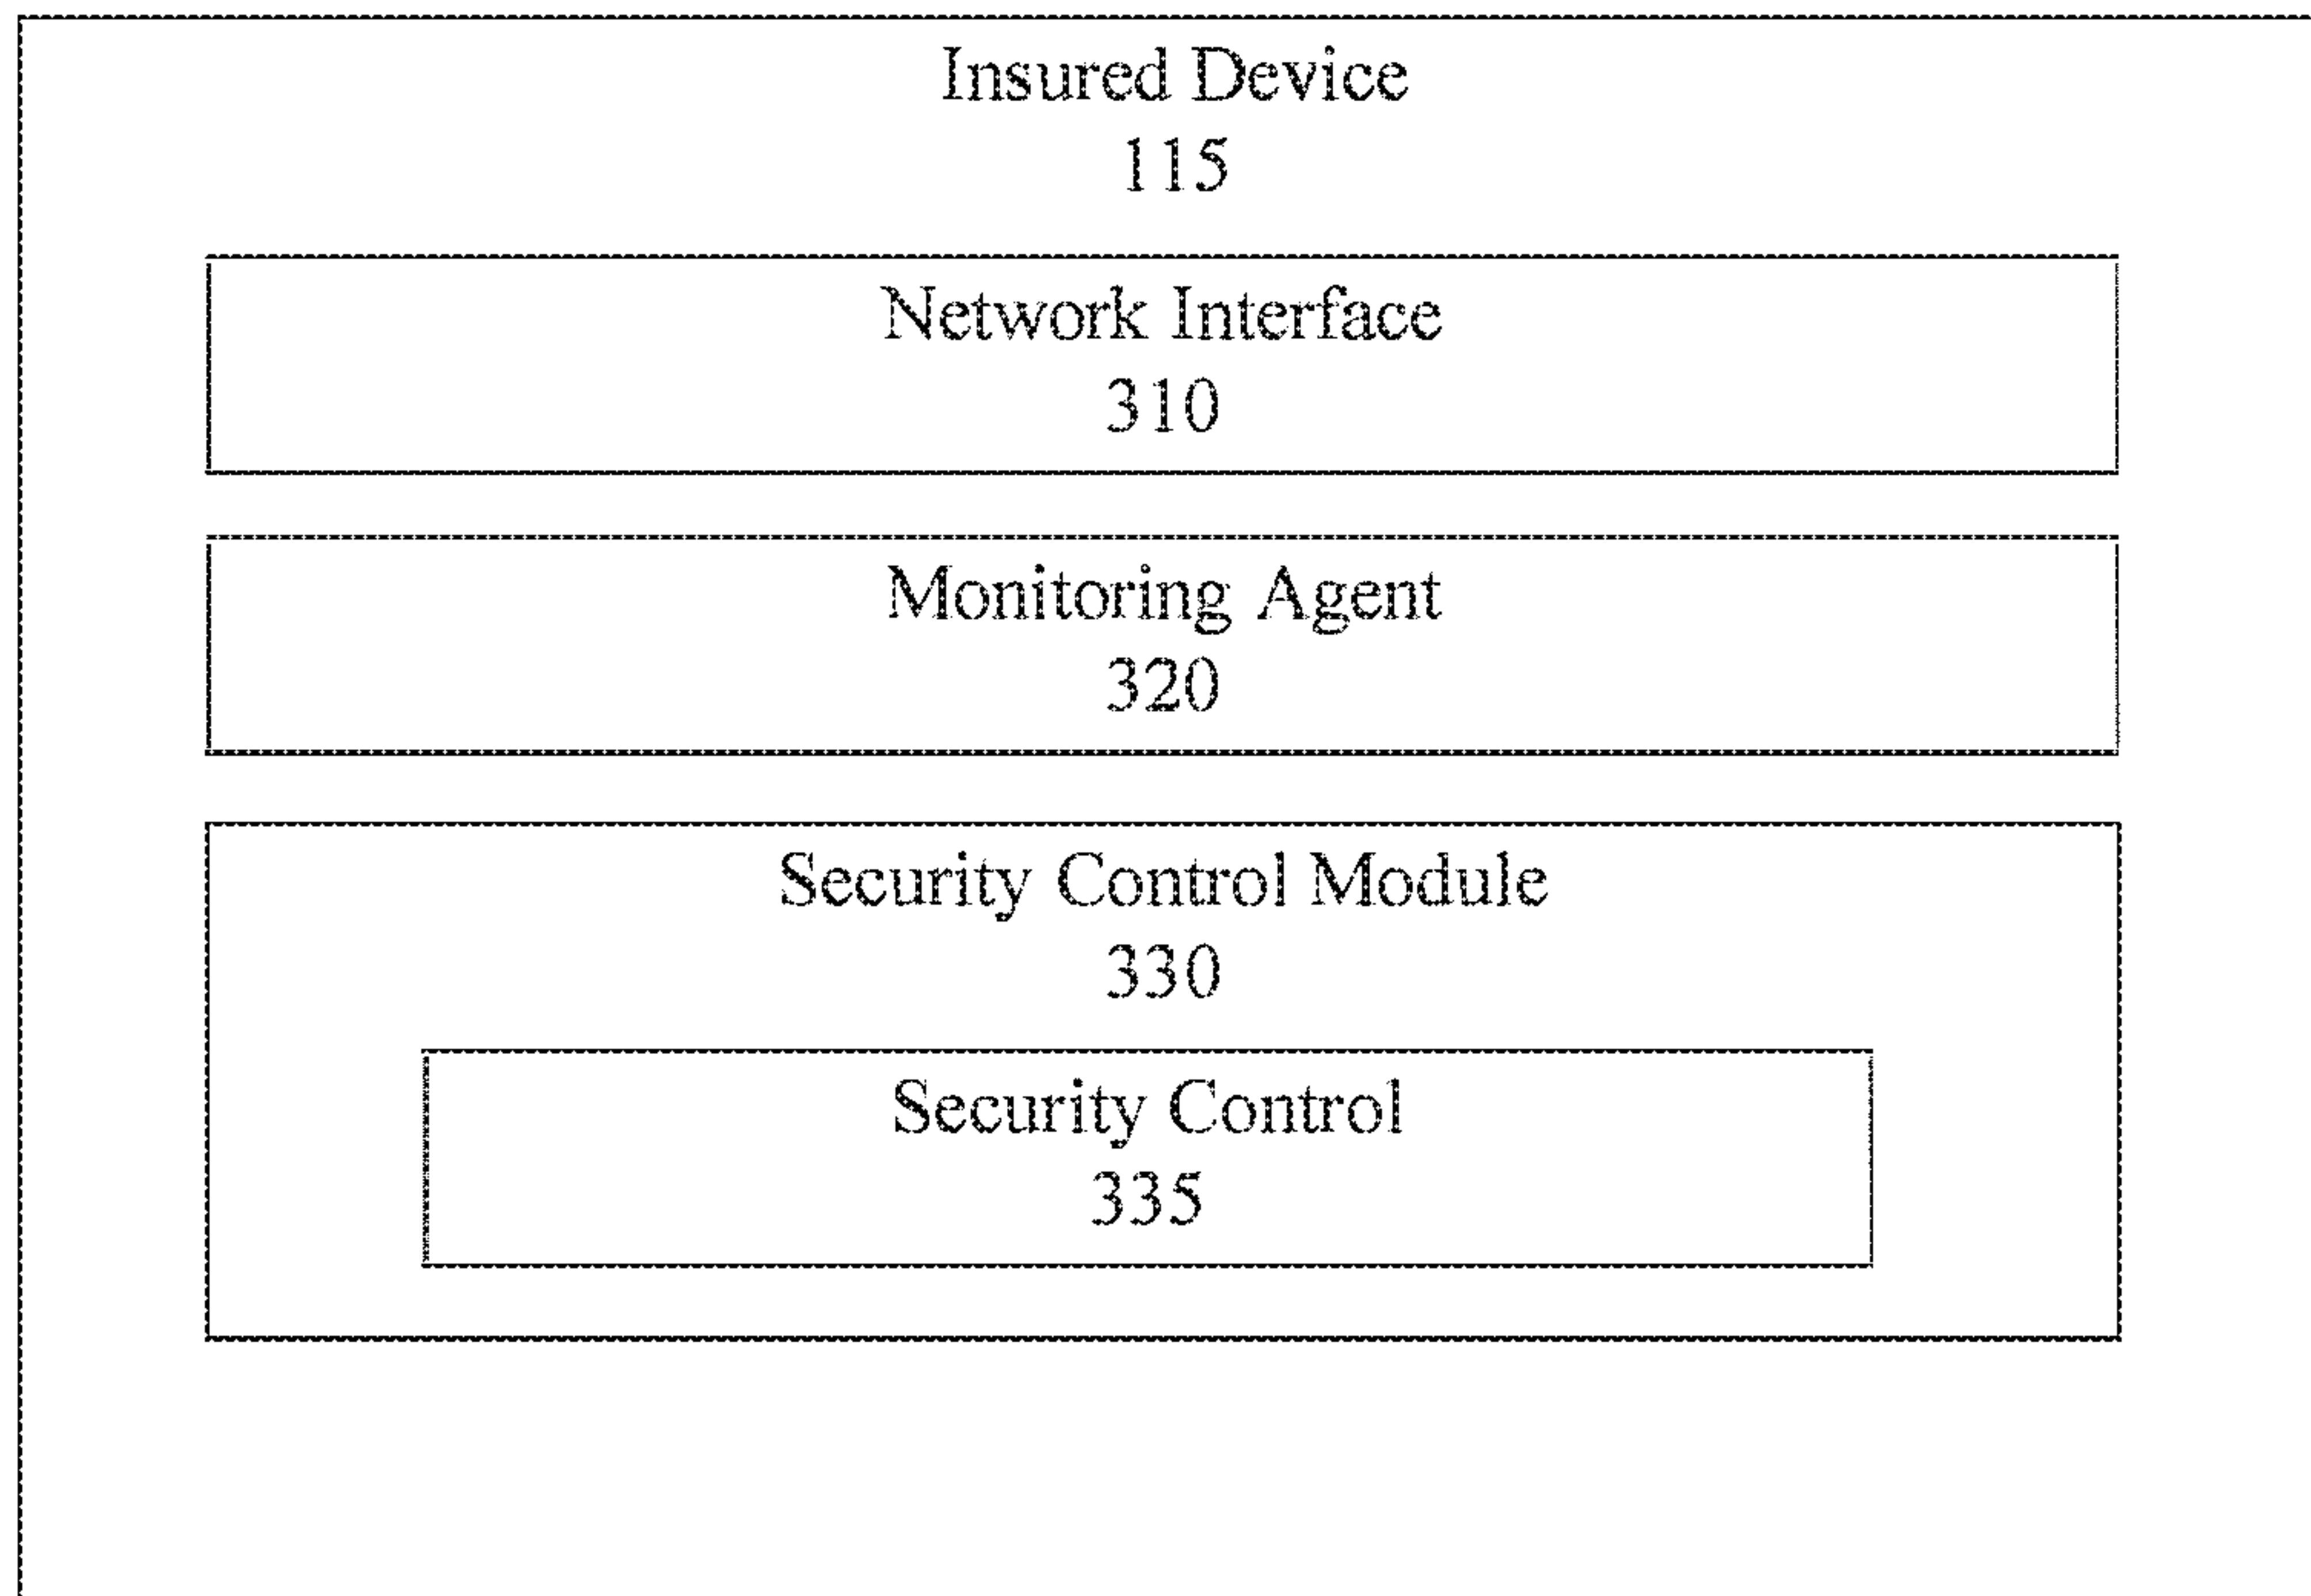 Insured Device
115
Network Interface
310
Monitoring Agent
320
Security Control Module
330
Security Control
335